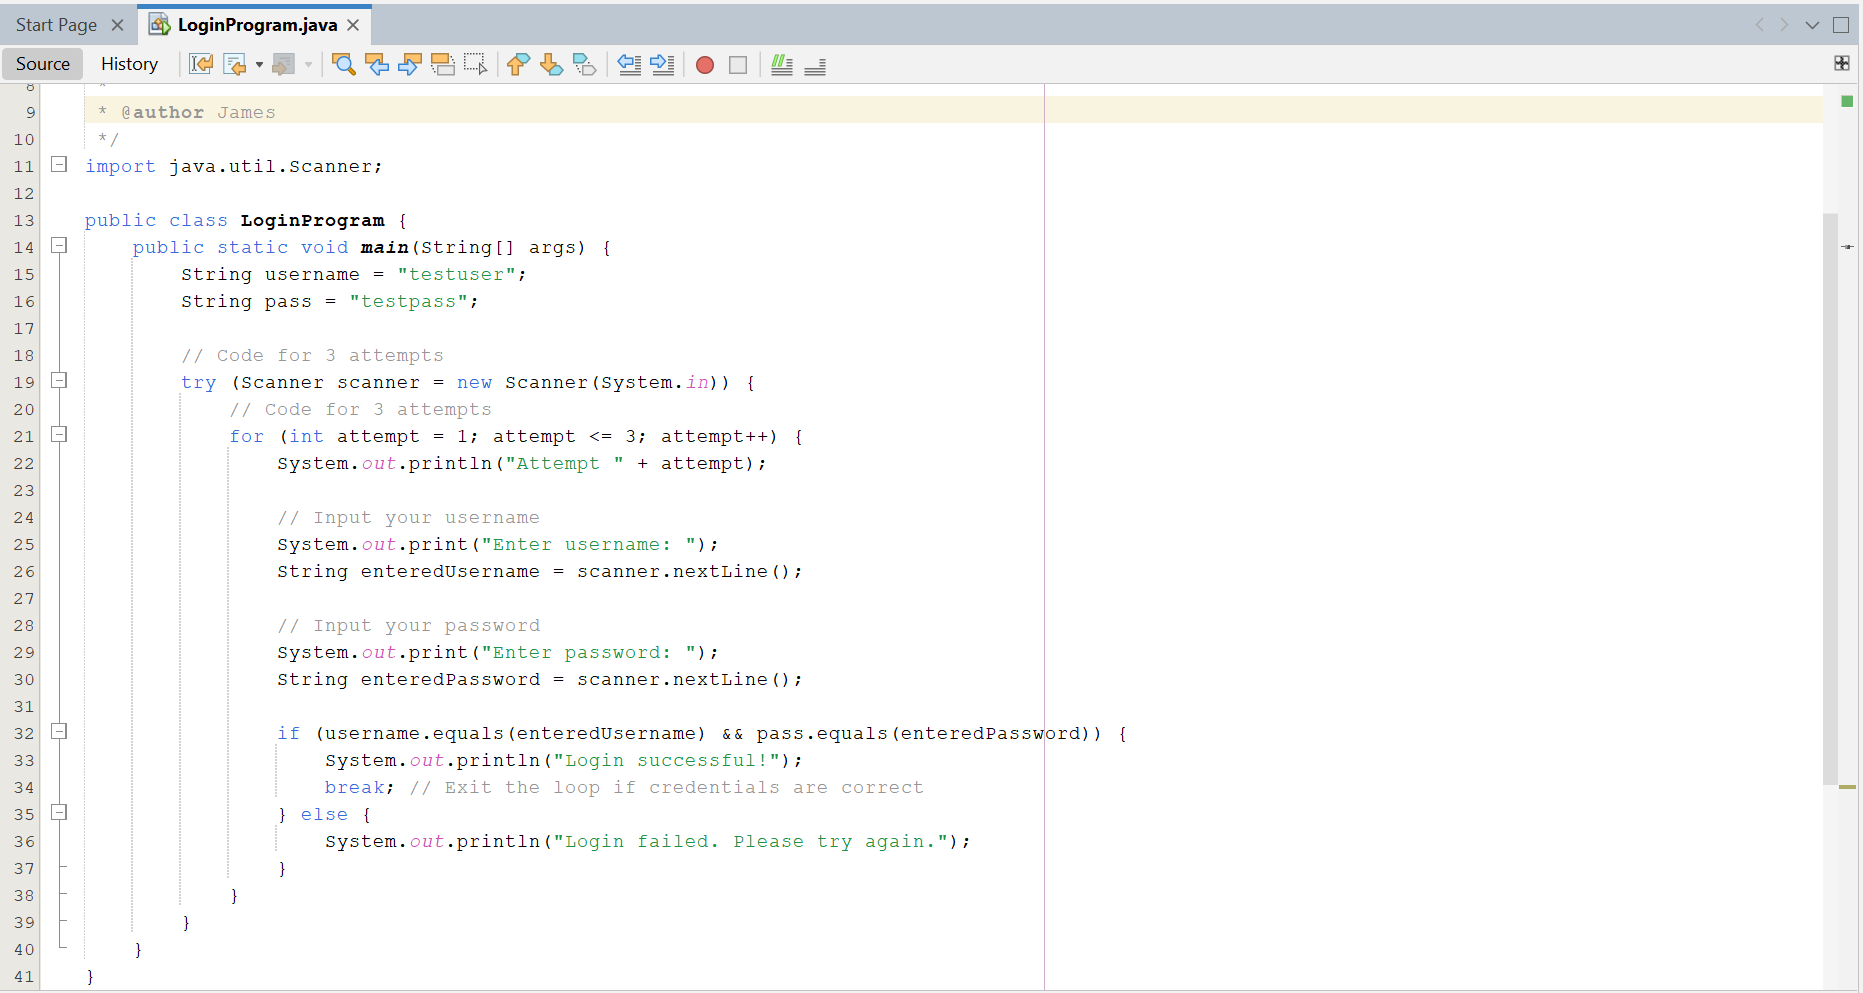 Start Page
LoginProgram.java
Source History
8 *
9 * @author James
10 */
11 import java.util.Scanner;
12
13 public class LoginProgram {
14 public static void main(String[] args) {
15 String username = "testuser";
16 String pass = "testpass";
17
18 // Code for 3 attempts
19 try (Scanner scanner = new Scanner(System.in)) {
20 // Code for 3 attempts
21 for (int attempt = 1; attempt <= 3; attempt++) {
22 System.out.println("Attempt " + attempt);
23
24 // Input your username
25 System.out.print("Enter username: ");
26 String enteredUsername = scanner.nextLine();
27
28 // Input your password
29 System.out.print("Enter password: ");
30 String enteredPassword = scanner.nextLine();
31
32 if (username.equals(enteredUsername) && pass.equals(enteredPassword)) {
33 System.out.println("Login successful!");
34 break; // Exit the loop if credentials are correct
35 } else {
36 System.out.println("Login failed. Please try again.");
37 }
38 }
39 }
40 }
41 }